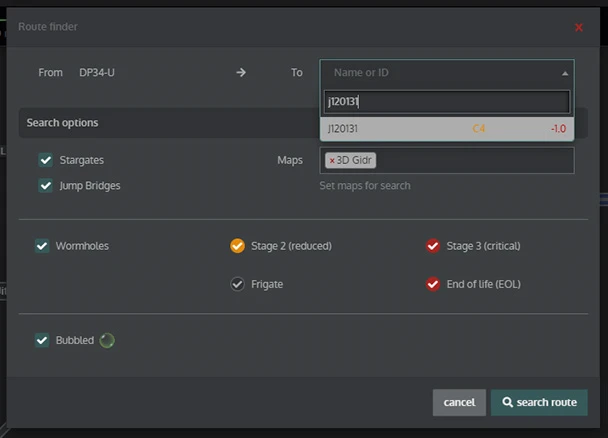 Route finder ×
From DP34-U → To Name or ID
j120131
J120131 C4 -1.0
Search options
Stargates Maps × 3D Gidr
Jump Bridges Set maps for search
Wormholes Stage 2 (reduced) Stage 3 (critical)
Frigate End of life (EOL)
Bubbled
cancel search route